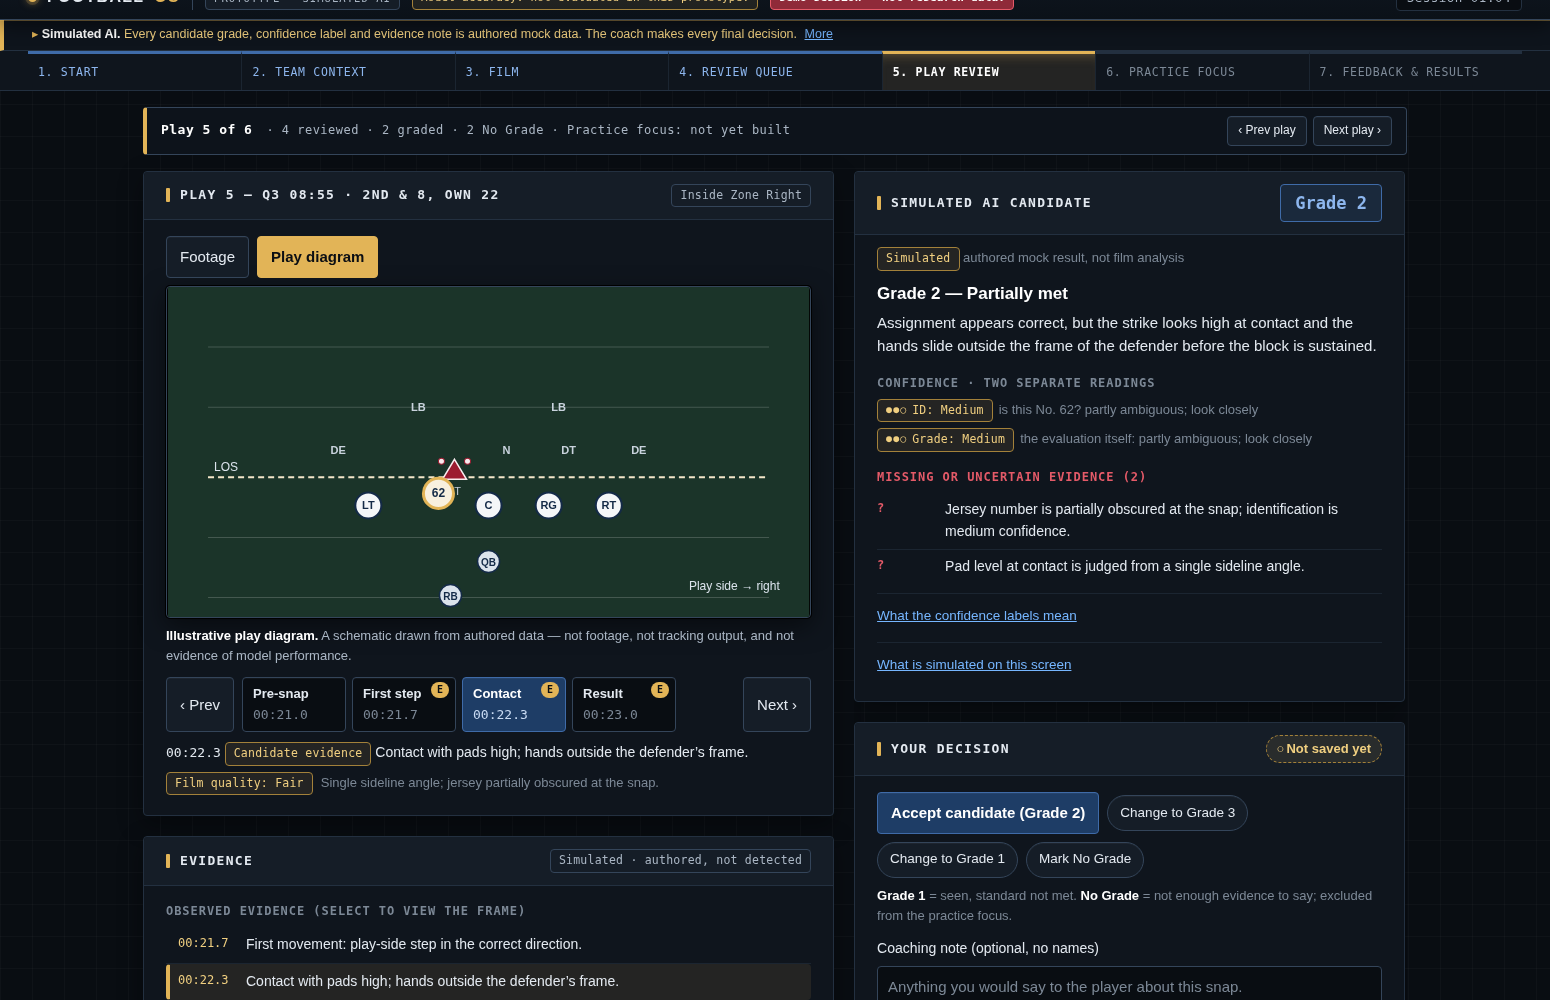 ▸ Simulated AI. Every candidate grade, confidence label and evidence note is authored mock data. The coach makes every final decision. More
1. START
2. TEAM CONTEXT
3. FILM
4. REVIEW QUEUE
5. PLAY REVIEW
6. PRACTICE FOCUS
7. FEEDBACK & RESULTS
Play 5 of 6 · 4 reviewed · 2 graded · 2 No Grade · Practice focus: not yet built
‹ Prev play
Next play ›
PLAY 5 — Q3 08:55 · 2ND & 8, OWN 22
Inside Zone Right
Footage
Play diagram
LB
LB
DE
N
DT
DE
LOS
62
T
LT
C
RG
RT
QB
RB
Play side → right
Illustrative play diagram. A schematic drawn from authored data — not footage, not tracking output, and not
evidence of model performance.
‹ Prev
Pre-snap
00:21.0
First step E
00:21.7
Contact E
00:22.3
Result E
00:23.0
Next ›
00:22.3 Candidate evidence Contact with pads high; hands outside the defender’s frame.
Film quality: Fair Single sideline angle; jersey partially obscured at the snap.
EVIDENCE
Simulated · authored, not detected
OBSERVED EVIDENCE (SELECT TO VIEW THE FRAME)
00:21.7 First movement: play-side step in the correct direction.
00:22.3 Contact with pads high; hands outside the defender’s frame.
SIMULATED AI CANDIDATE
Grade 2
Simulated authored mock result, not film analysis
Grade 2 — Partially met
Assignment appears correct, but the strike looks high at contact and the
hands slide outside the frame of the defender before the block is sustained.
CONFIDENCE · TWO SEPARATE READINGS
●●○ ID: Medium is this No. 62? partly ambiguous; look closely
●●○ Grade: Medium the evaluation itself: partly ambiguous; look closely
MISSING OR UNCERTAIN EVIDENCE (2)
? Jersey number is partially obscured at the snap; identification is
medium confidence.
? Pad level at contact is judged from a single sideline angle.
What the confidence labels mean
What is simulated on this screen
YOUR DECISION
○ Not saved yet
Accept candidate (Grade 2)
Change to Grade 3
Change to Grade 1
Mark No Grade
Grade 1 = seen, standard not met. No Grade = not enough evidence to say; excluded
from the practice focus.
Coaching note (optional, no names)
Anything you would say to the player about this snap.